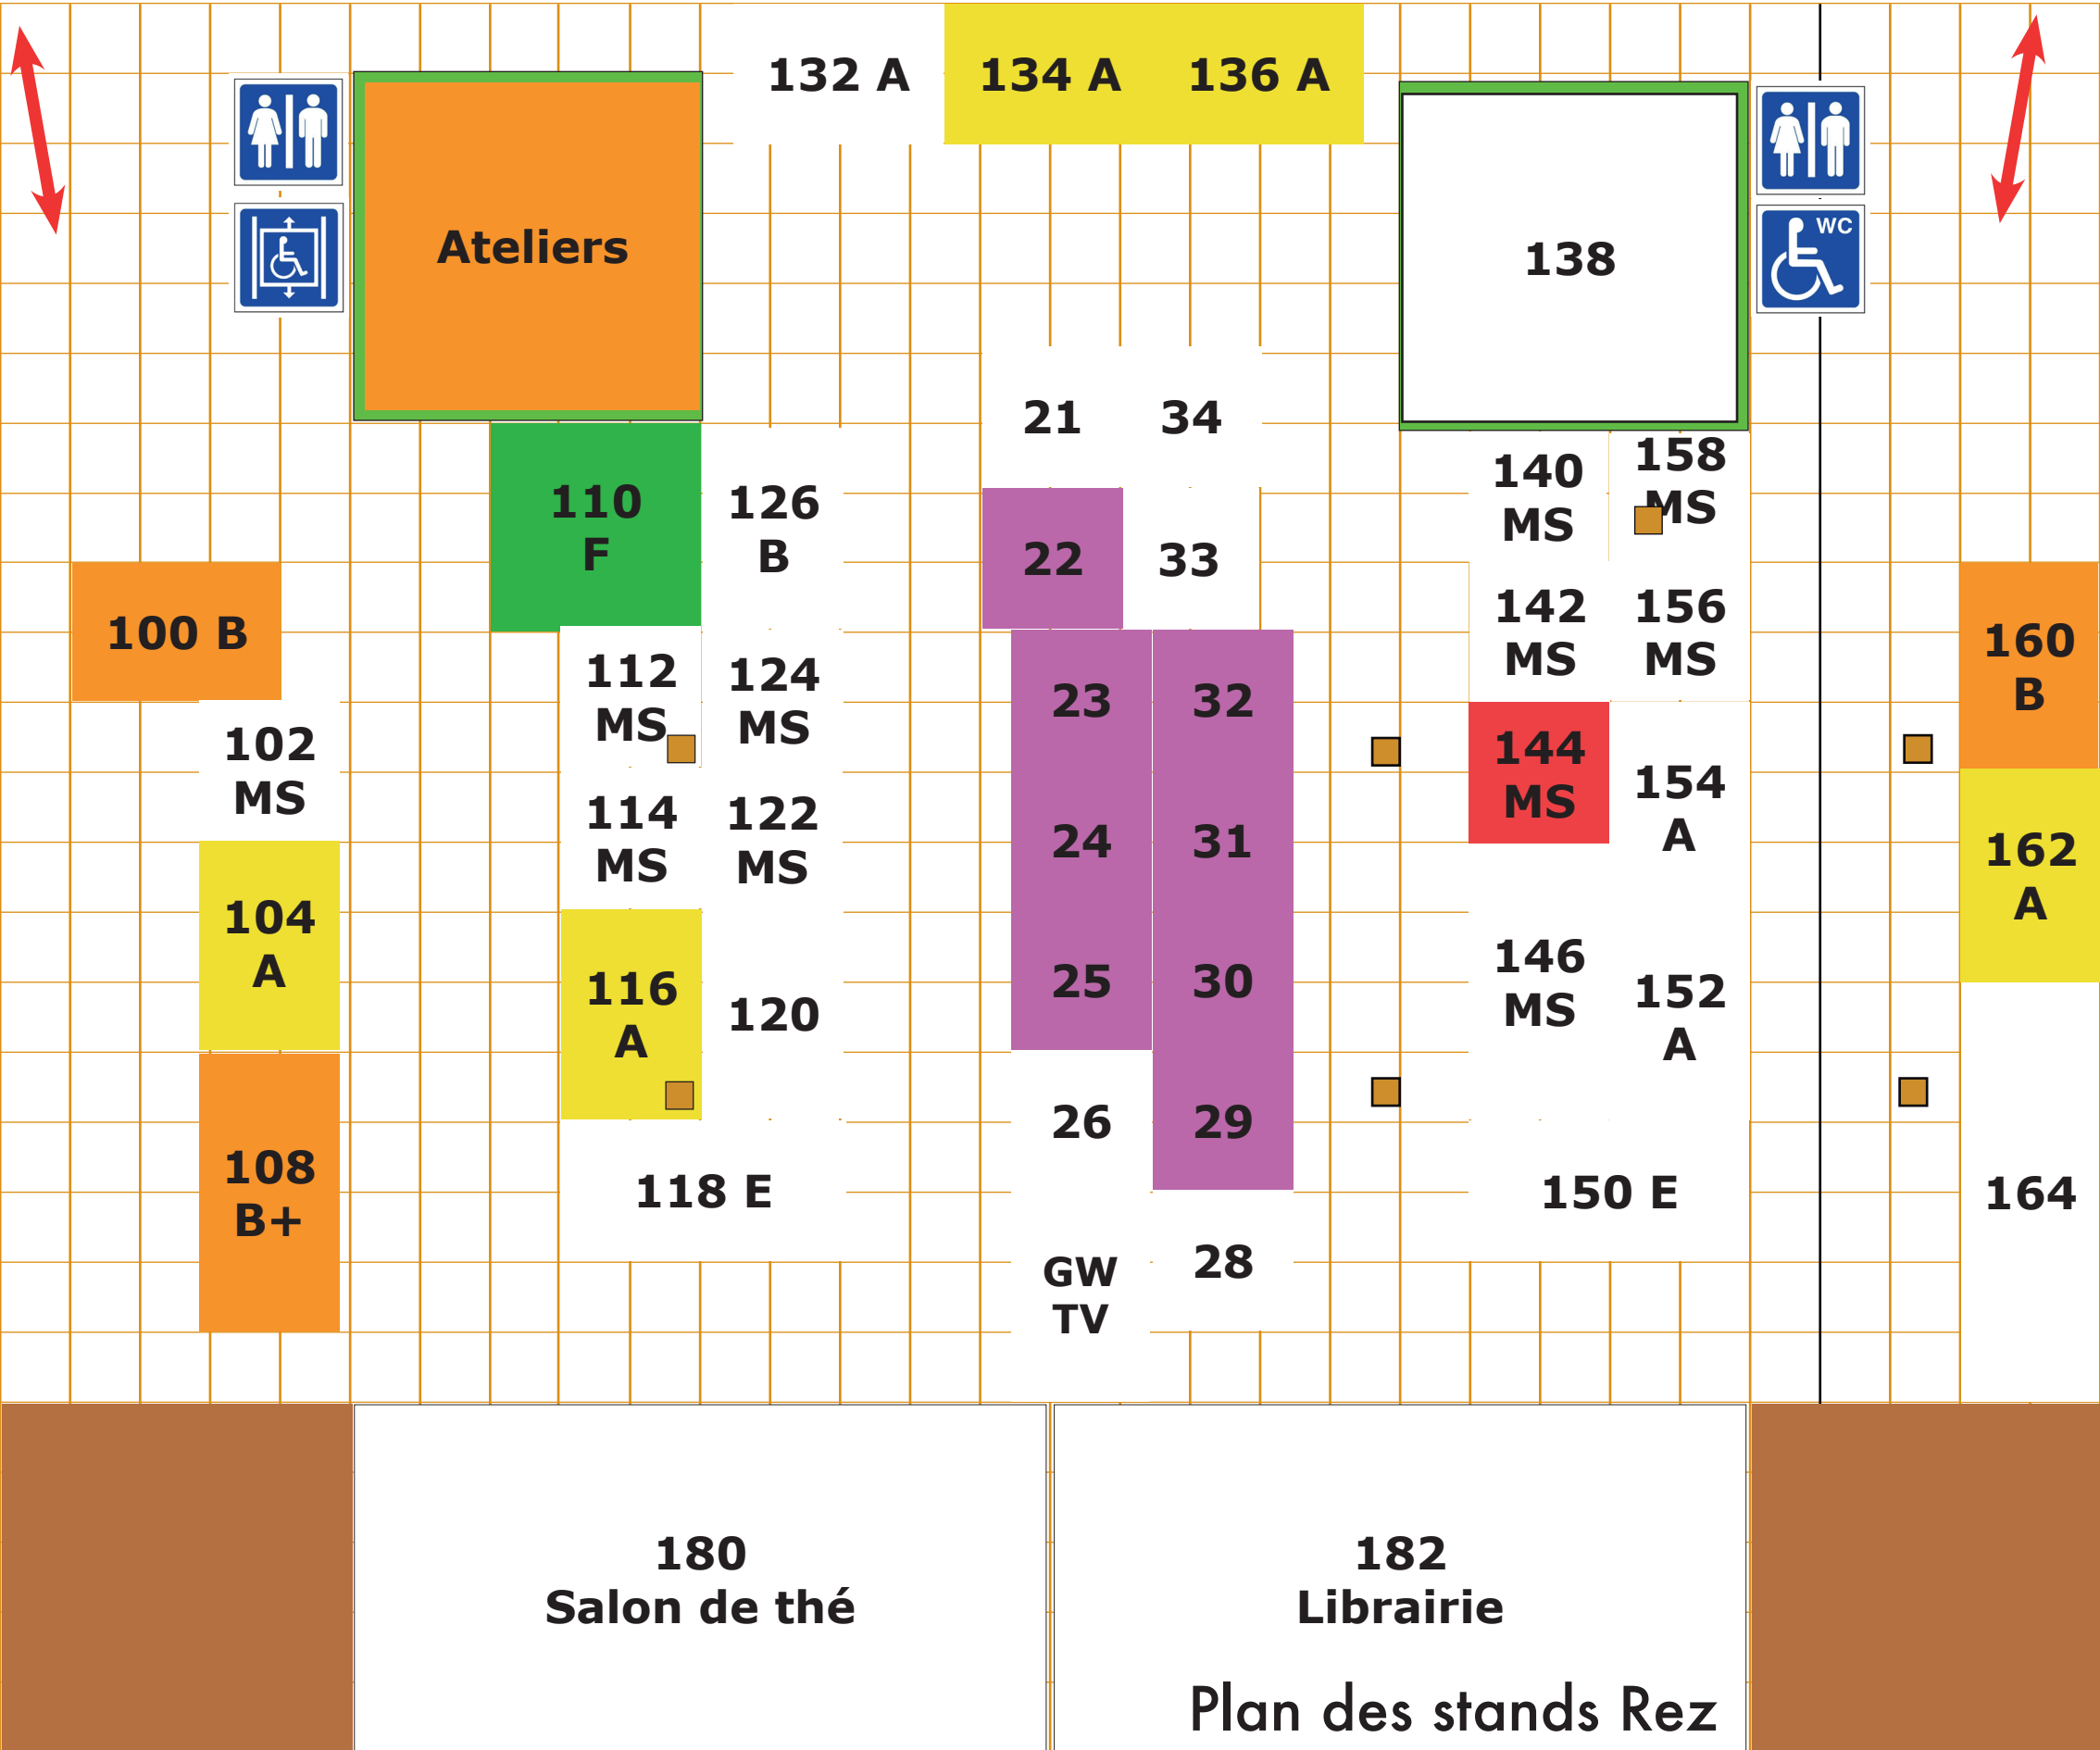 132 A
134 A
136 A
WC
Ateliers
138
21
34
110
F
126
B
140
MS
158
MS
22
33
100 B
142
MS
156
MS
160
B
112
MS
124
MS
23
32
102
MS
144
MS
154
A
114
MS
122
MS
24
31
162
A
104
A
116
A
120
25
30
146
MS
152
A
26
29
108
B+
118 E
150 E
164
GW
TV
28
180
Salon de thé
182
Librairie
Plan des stands Rez